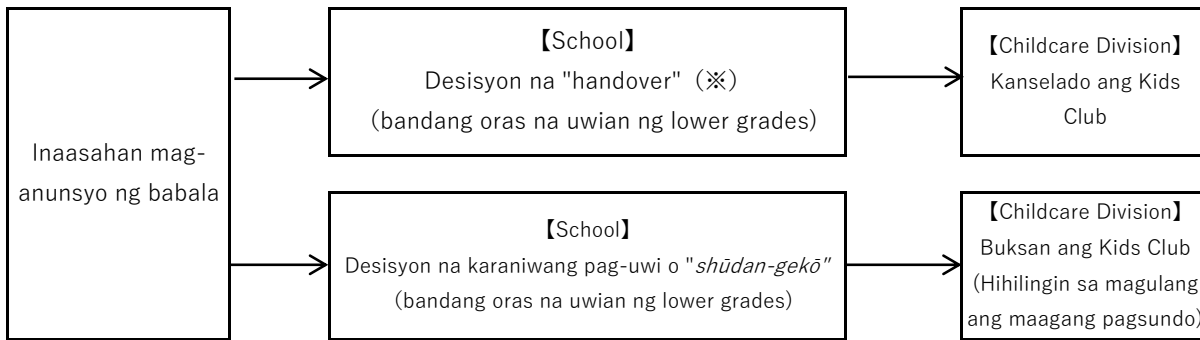 Inaasahan mag-
anunsyo ng babala
【School】
Desisyon na "handover"（※）
(bandang oras na uwian ng lower grades)
【Childcare Division】
Kanselado ang Kids
Club
【School】
Desisyon na karaniwang pag-uwi o "shūdan-gekō"
(bandang oras na uwian ng lower grades)
【Childcare Division】
Buksan ang Kids Club
(Hihilingin sa magulang
ang maagang pagsundo)